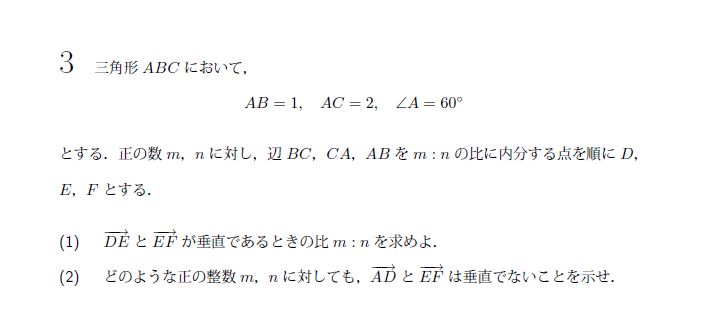 3 三角形 ABC において,
AB = 1, AC = 2, ∠A = 60°
とする.正の数 m, n に対し,辺 BC, CA, AB を m : n の比に内分する点を順に D,
E, F とする.
(1) $\overrightarrow{DE}$ と $\overrightarrow{EF}$ が垂直であるときの比 m : n を求めよ.
(2) どのような正の整数 m, n に対しても, $\overrightarrow{AD}$ と $\overrightarrow{EF}$ は垂直でないことを示せ.